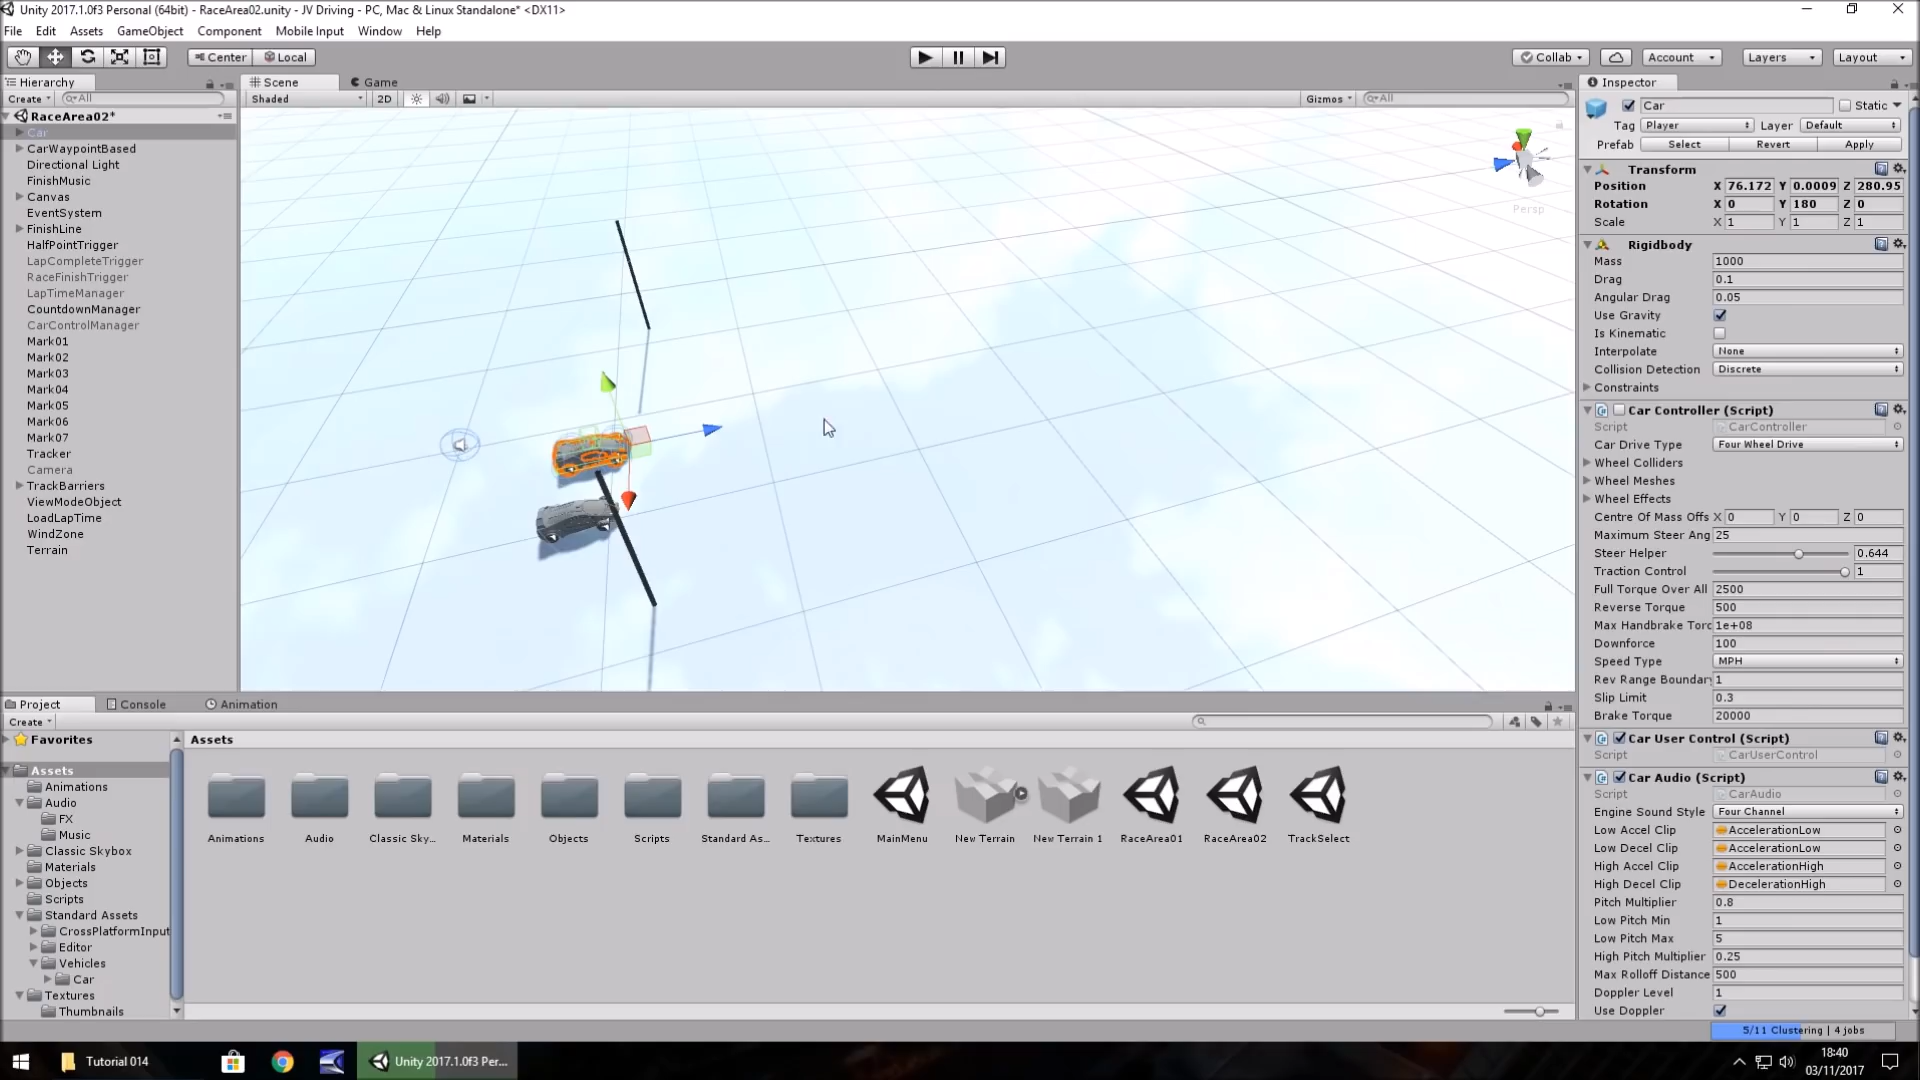 Unity 2017.1.0f3 Personal (64bit) - RaceArea02.unity - JV Driving - PC, Mac & Linux Standalone* <DX11>
File Edit Assets GameObject Component Mobile Input Window Help
Center Local Collab Account Layers Layout
Hierarchy Scene Game Inspector
Create All Shaded 2D Gizmos All
RaceArea02*
Car
CarWaypointBased
Directional Light
FinishMusic
Canvas
EventSystem
FinishLine
HalfPointTrigger
LapCompleteTrigger
RaceFinishTrigger
LapTimeManager
CountdownManager
CarControlManager
Mark01
Mark02
Mark03
Mark04
Mark05
Mark06
Mark07
Tracker
Camera
TrackBarriers
ViewModeObject
LoadLapTime
WindZone
Terrain
Persp
Car Static
Tag Player Layer Default
Prefab Select Revert Apply
Transform
Position X 76.172 Y 0.0009 Z 280.95
Rotation X 0 Y 180 Z 0
Scale X 1 Y 1 Z 1
Rigidbody
Mass 1000
Drag 0.1
Angular Drag 0.05
Use Gravity
Is Kinematic
Interpolate None
Collision Detection Discrete
Constraints
Car Controller (Script)
Script CarController
Car Drive Type Four Wheel Drive
Wheel Colliders
Wheel Meshes
Wheel Effects
Centre Of Mass Offs X 0 Y 0 Z 0
Maximum Steer Ang 25
Steer Helper 0.644
Traction Control 1
Full Torque Over All 2500
Reverse Torque 500
Max Handbrake Torc 1e+08
Downforce 100
Speed Type MPH
Rev Range Boundary 1
Slip Limit 0.3
Brake Torque 20000
Car User Control (Script)
Script CarUserControl
Car Audio (Script)
Script CarAudio
Engine Sound Style Four Channel
Low Accel Clip AccelerationLow
Low Decel Clip AccelerationLow
High Accel Clip AccelerationHigh
High Decel Clip DecelerationHigh
Pitch Multiplier 0.8
Low Pitch Min 1
Low Pitch Max 5
High Pitch Multiplier 0.25
Max Rolloff Distance 500
Doppler Level 1
Use Doppler
5/11 Clustering | 4 jobs
Project Console Animation
Create
Favorites
Assets
Animations
Audio
FX
Music
Classic Skybox
Materials
Objects
Scripts
Standard Assets
CrossPlatformInput
Editor
Vehicles
Car
Textures
Thumbnails
Assets
Animations Audio Classic Sky... Materials Objects Scripts Standard As... Textures MainMenu New Terrain New Terrain 1 RaceArea01 RaceArea02 TrackSelect
Tutorial 014 Unity 2017.1.0f3 Per...
18:40
03/11/2017